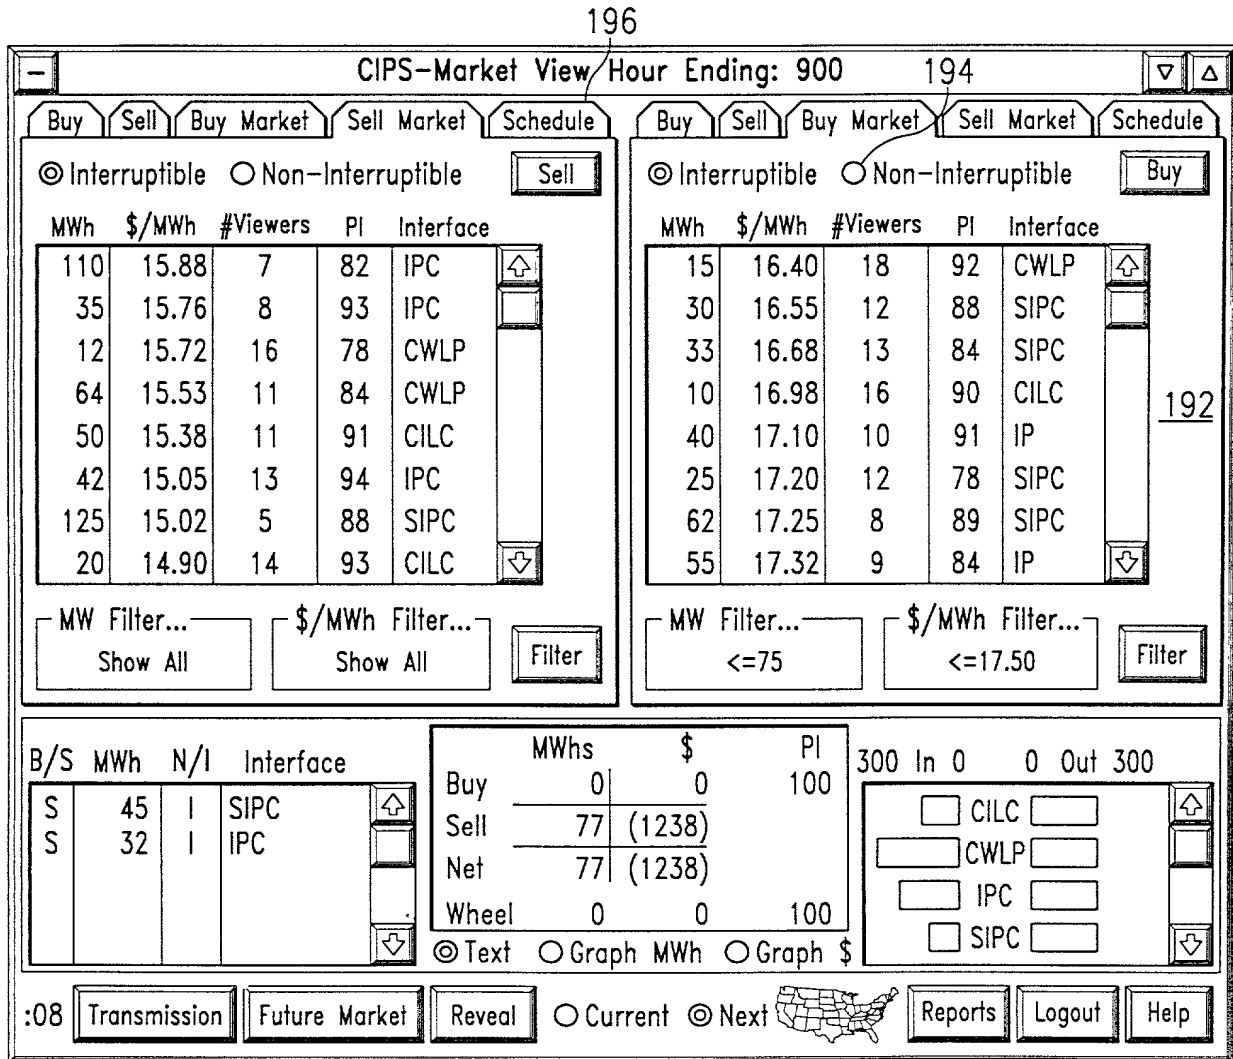 196
CIPS-Market View Hour Ending: 900
194
Buy Sell Buy Market Sell Market Schedule
Interruptible Non-Interruptible Sell
MWh $/MWh #Viewers PI Interface
110 15.88 7 82 IPC
35 15.76 8 93 IPC
12 15.72 16 78 CWLP
64 15.53 11 84 CWLP
50 15.38 11 91 CILC
42 15.05 13 94 IPC
125 15.02 5 88 SIPC
20 14.90 14 93 CILC
MW Filter... $/MWh Filter...
Show All Show All Filter
Buy Sell Buy Market Sell Market Schedule
Interruptible Non-Interruptible Buy
MWh $/MWh #Viewers PI Interface
15 16.40 18 92 CWLP
30 16.55 12 88 SIPC
33 16.68 13 84 SIPC
10 16.98 16 90 CILC
40 17.10 10 91 IP
25 17.20 12 78 SIPC
62 17.25 8 89 SIPC
55 17.32 9 84 IP
192
MW Filter... $/MWh Filter...
<=75 <=17.50 Filter
B/S MWh N/I Interface
S 45 I SIPC
S 32 I IPC
MWhs $ PI
Buy 0 0 100
Sell 77 (1238)
Net 77 (1238)
Wheel 0 0 100
Text Graph MWh Graph $
300 In 0 0 Out 300
CILC
CWLP
IPC
SIPC
:08 Transmission Future Market Reveal Current Next Reports Logout Help